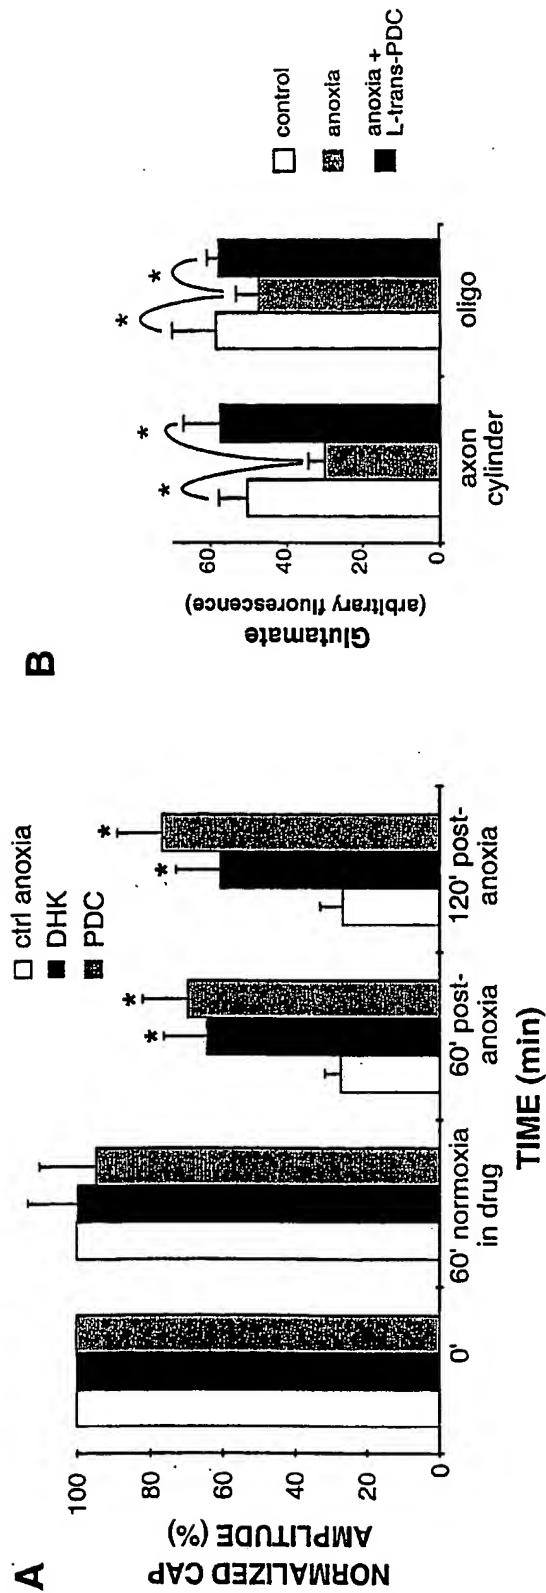 A
NORMALIZED CAP
AMPLITUDE (%)
100
80
60
40
20
0
ctrl anoxia
DHK
PDC
*
*
*
*
0'
60' normoxia
in drug
60' post-
anoxia
120' post-
anoxia
TIME (min)
B
Glutamate
(arbitrary fluorescence)
60
40
20
0
*
*
*
*
axon
cylinder
oligo
control
anoxia
anoxia +
L-trans-PDC